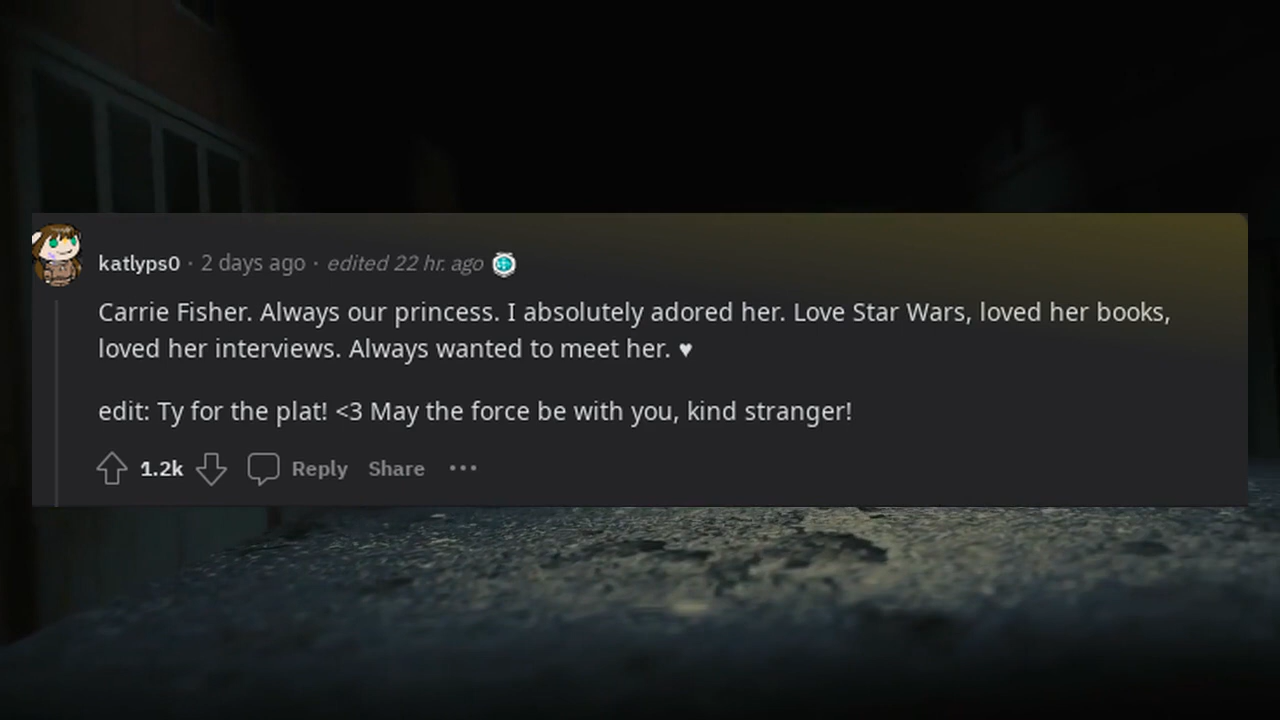 katlyps0 · 2 days ago · edited 22 hr. ago
Carrie Fisher. Always our princess. I absolutely adored her. Love Star Wars, loved her books,
loved her interviews. Always wanted to meet her. ♥
edit: Ty for the plat! <3 May the force be with you, kind stranger!
1.2k Reply Share ···